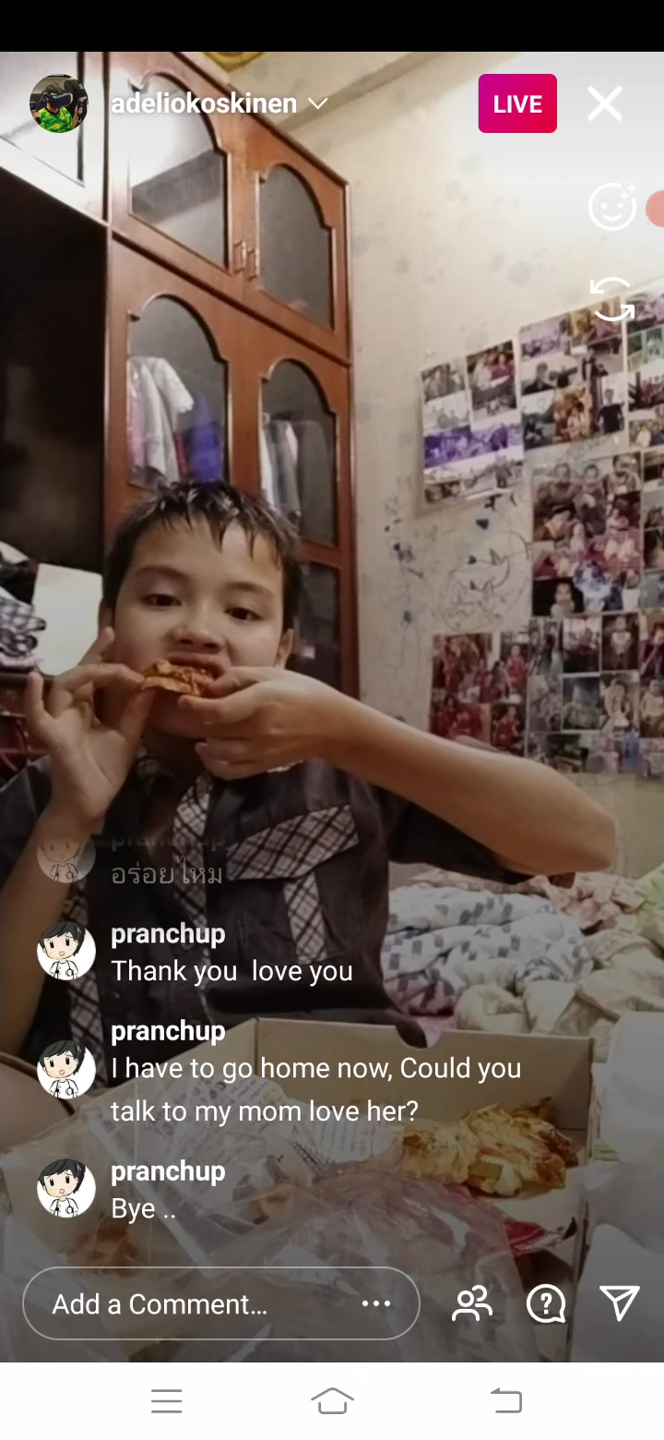 adeliokoskinen
LIVE
pranchup
อร่อยไหม
pranchup
Thank you love you
pranchup
I have to go home now, Could you
talk to my mom love her?
pranchup
Bye ..
Add a Comment...